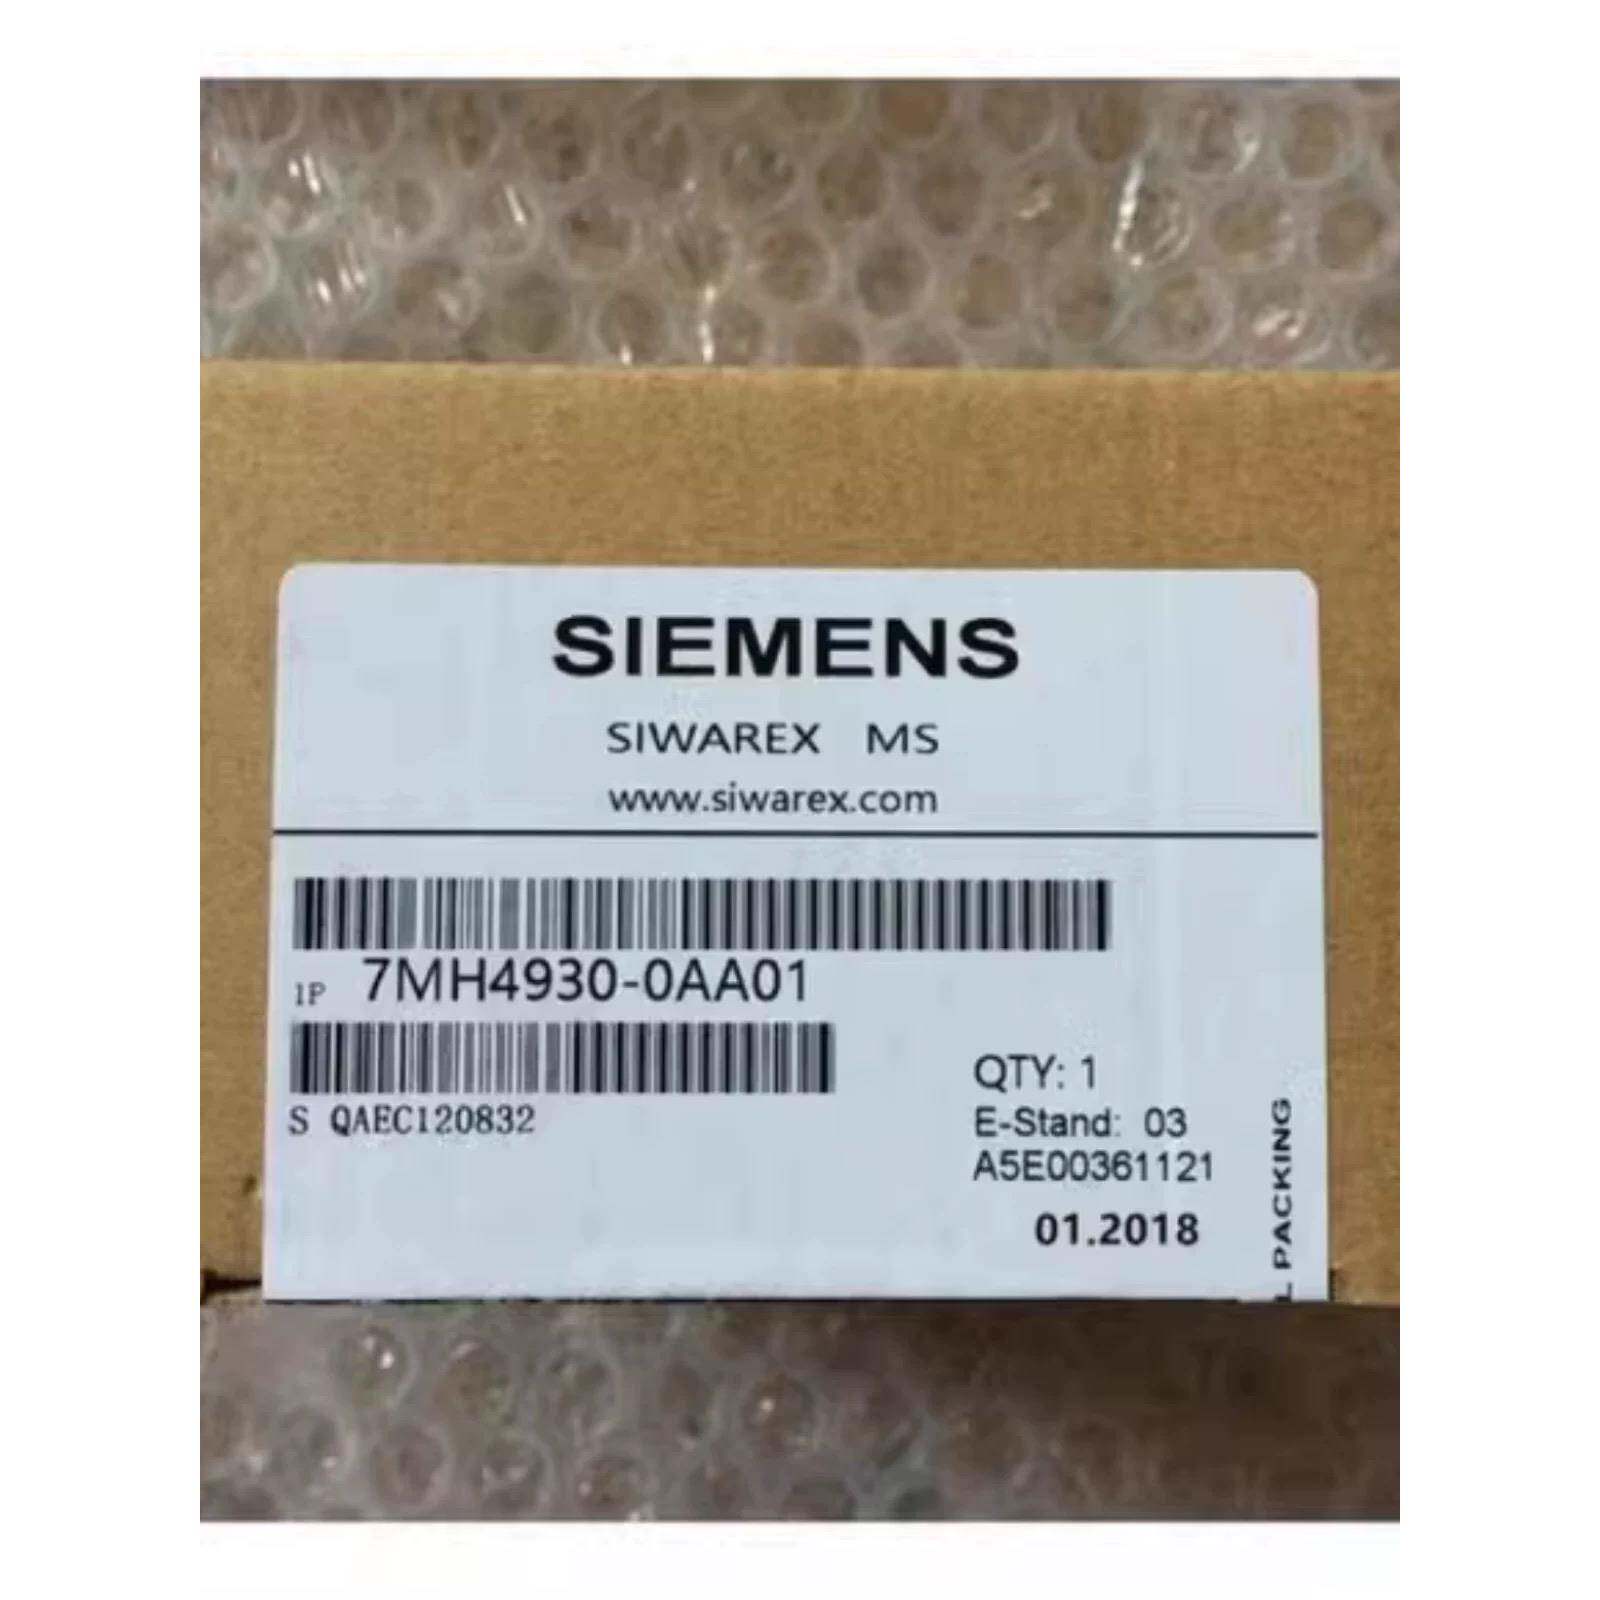 SIEMENS
SIWAREX MS
www.siwarex.com
1P 7MH4930-0AA01
S QAEC120832
QTY: 1
E-Stand: 03
A5E00361121
01.2018
PACKING